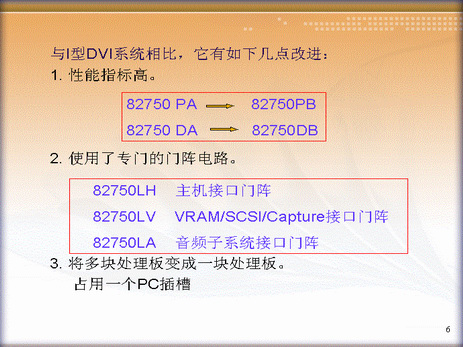 与I型DVI系统相比，它有如下几点改进：
1. 性能指标高。
82750 PA 82750PB
82750 DA 82750DB
2. 使用了专门的门阵电路。
82750LH 主机接口门阵
82750LV VRAM/SCSI/Capture接口门阵
82750LA 音频子系统接口门阵
3. 将多块处理板变成一块处理板。
占用一个PC插槽
6